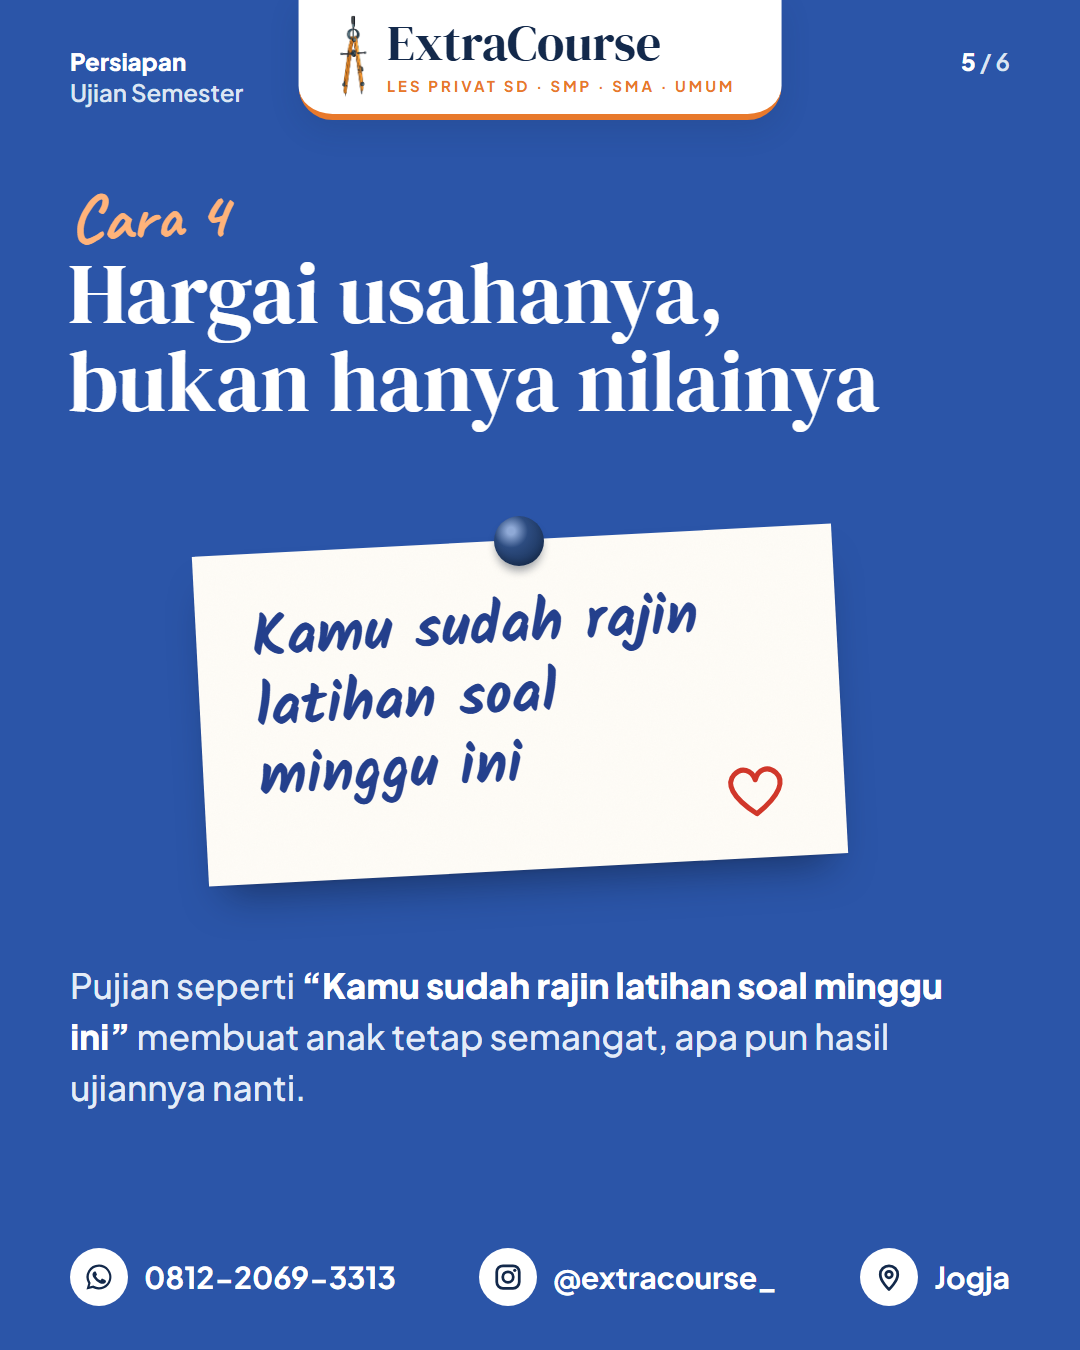 Persiapan
Ujian Semester
ExtraCourse
LES PRIVAT SD · SMP · SMA · UMUM
5 / 6
Cara 4
Hargai usahanya,
bukan hanya nilainya
Kamu sudah rajin
latihan soal
minggu ini
Pujian seperti “Kamu sudah rajin latihan soal minggu
ini” membuat anak tetap semangat, apa pun hasil
ujiannya nanti.
0812-2069-3313
@extracourse_
Jogja